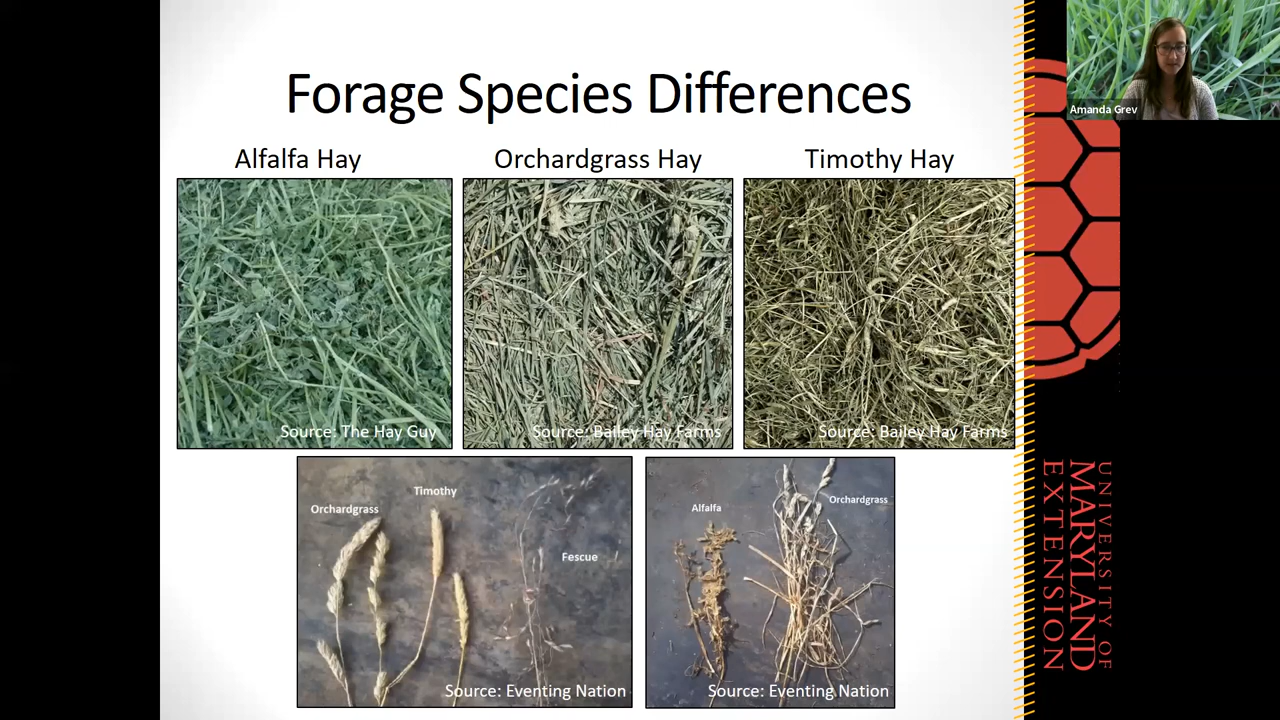 Forage Species Differences
Amanda Grev
Alfalfa Hay
Orchardgrass Hay
Timothy Hay
Source: The Hay Guy
Source: Bailey Hay Farms
Source: Bailey Hay Farms
Orchardgrass
Timothy
Fescue
Source: Eventing Nation
Alfalfa
Orchardgrass
Source: Eventing Nation
UNIVERSITY OF
MARYLAND
EXTENSION